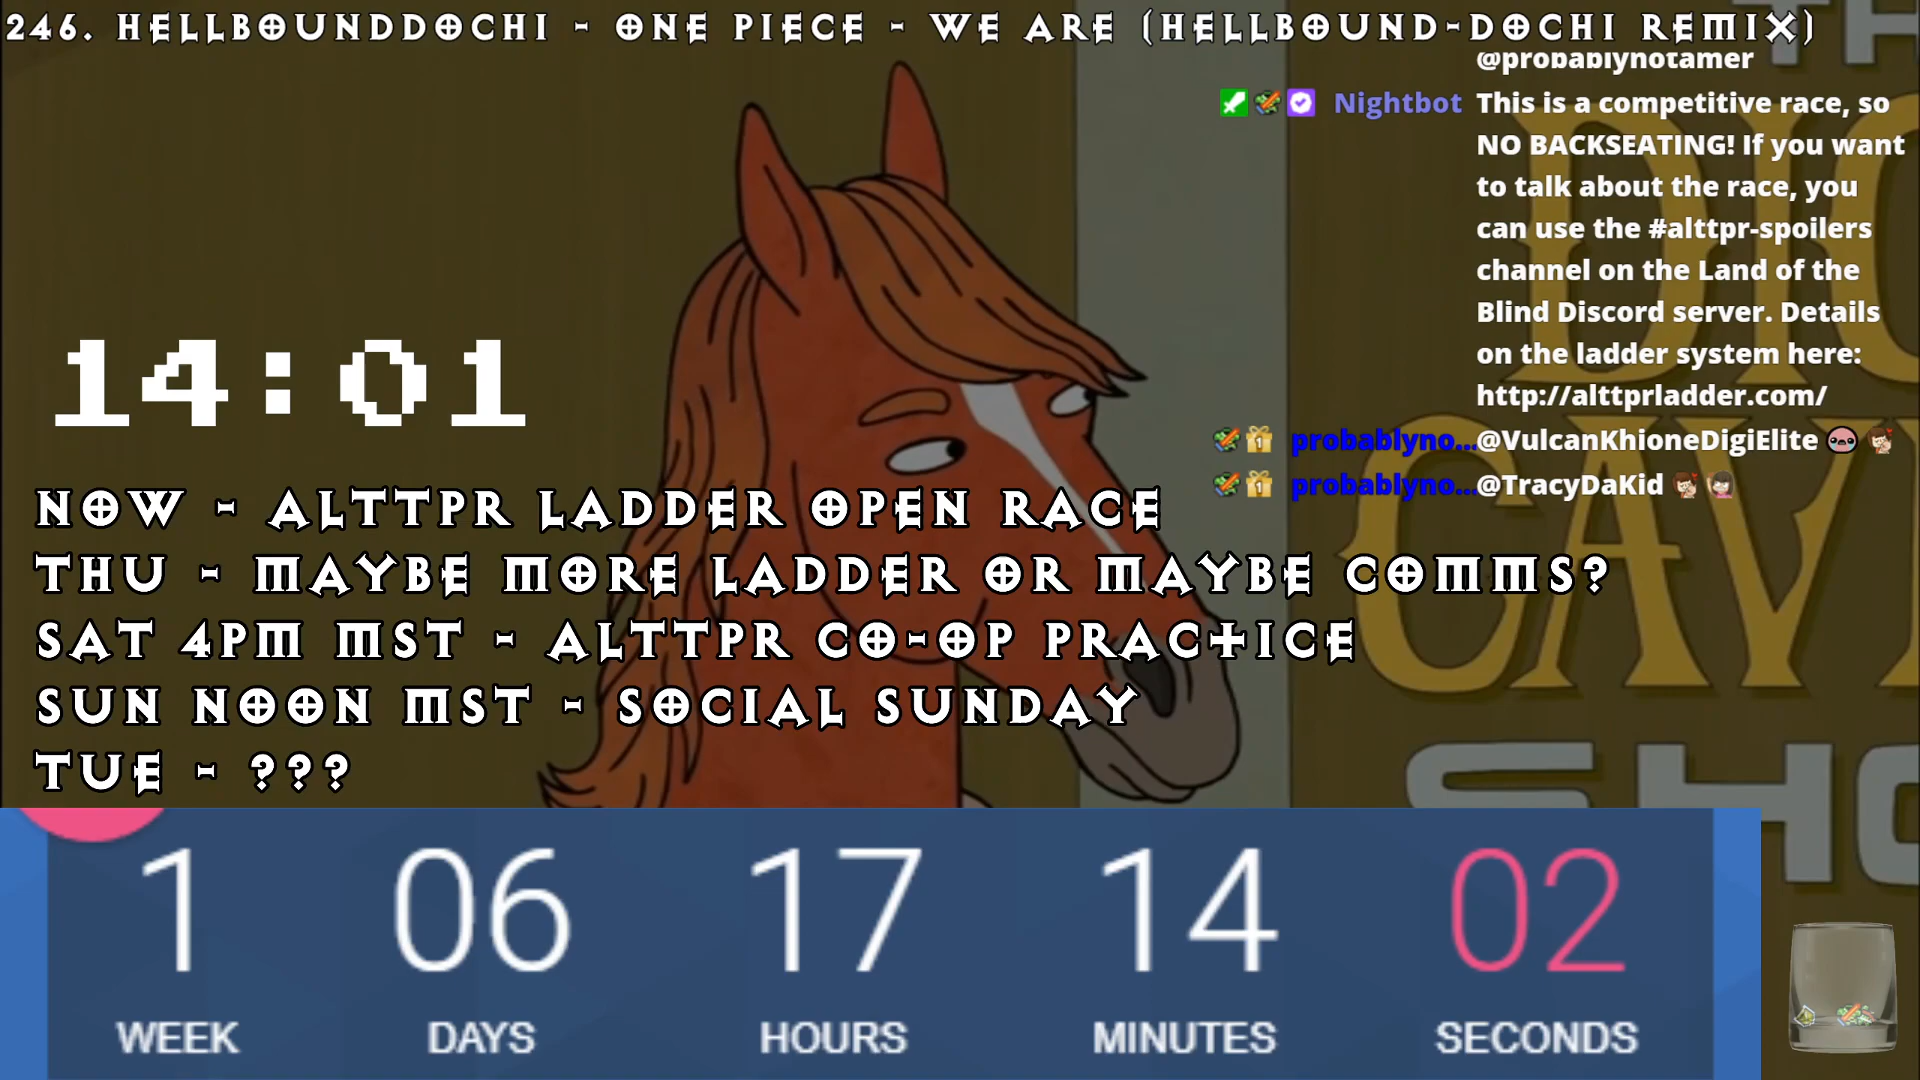 246. HELLBOUNDDOCHI - ONE PIECE - WE ARE (HELLBOUND-DOCHI REMIX)
@probablynotamer
Nightbot This is a competitive race, so
NO BACKSEATING! If you want
to talk about the race, you
can use the #alttpr-spoilers
channel on the Land of the
Blind Discord server. Details
on the ladder system here:
http://alttprladder.com/
probablyno... @VulcanKhioneDigiElite
probablyno... @TracyDaKid
14:01
NOW - ALTTPR LADDER OPEN RACE
THU - MAYBE MORE LADDER OR MAYBE COMMS?
SAT 4PM MST - ALTTPR CO-OP PRACTICE
SUN NOON MST - SOCIAL SUNDAY
TUE - ???
1 06 17 14 02
WEEK DAYS HOURS MINUTES SECONDS